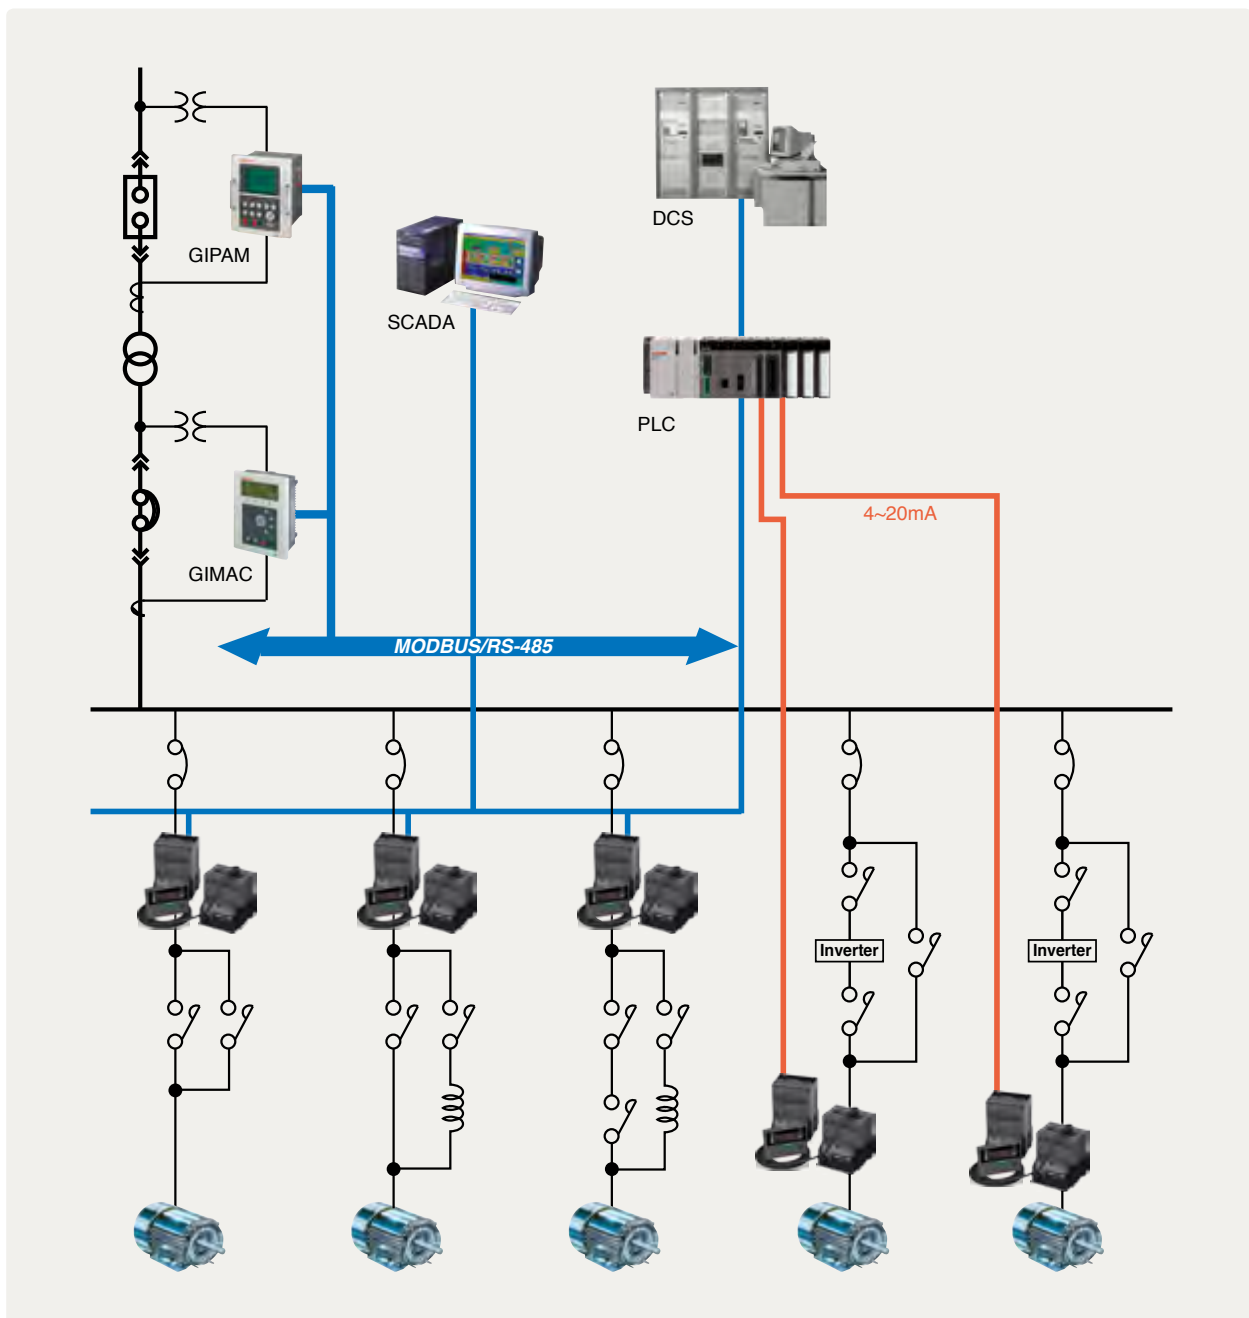 DCS
GIPAM
SCADA
PLC
4~20mA
GIMAC
MODBUS/RS-485
Inverter
Inverter